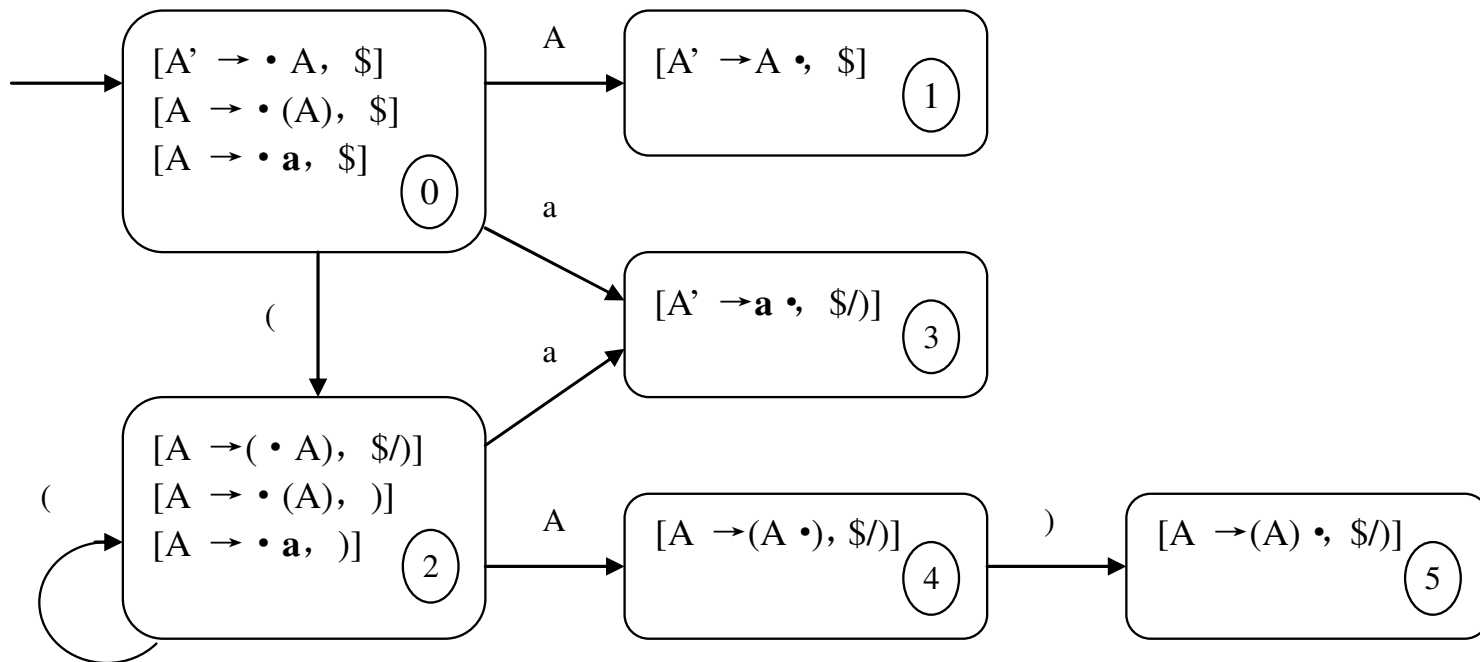 [A’ → • A, $]
[A → • (A), $]
[A → • a, $]
0
A
[A’ → A •, $]
1
a
[A’ → a •, $/)]
3
(
a
(
[A → ( • A), $/)]
[A → • (A), )]
[A → • a, )]
2
A
[A → (A •), $/)]
4
)
[A → (A) •, $/)]
5